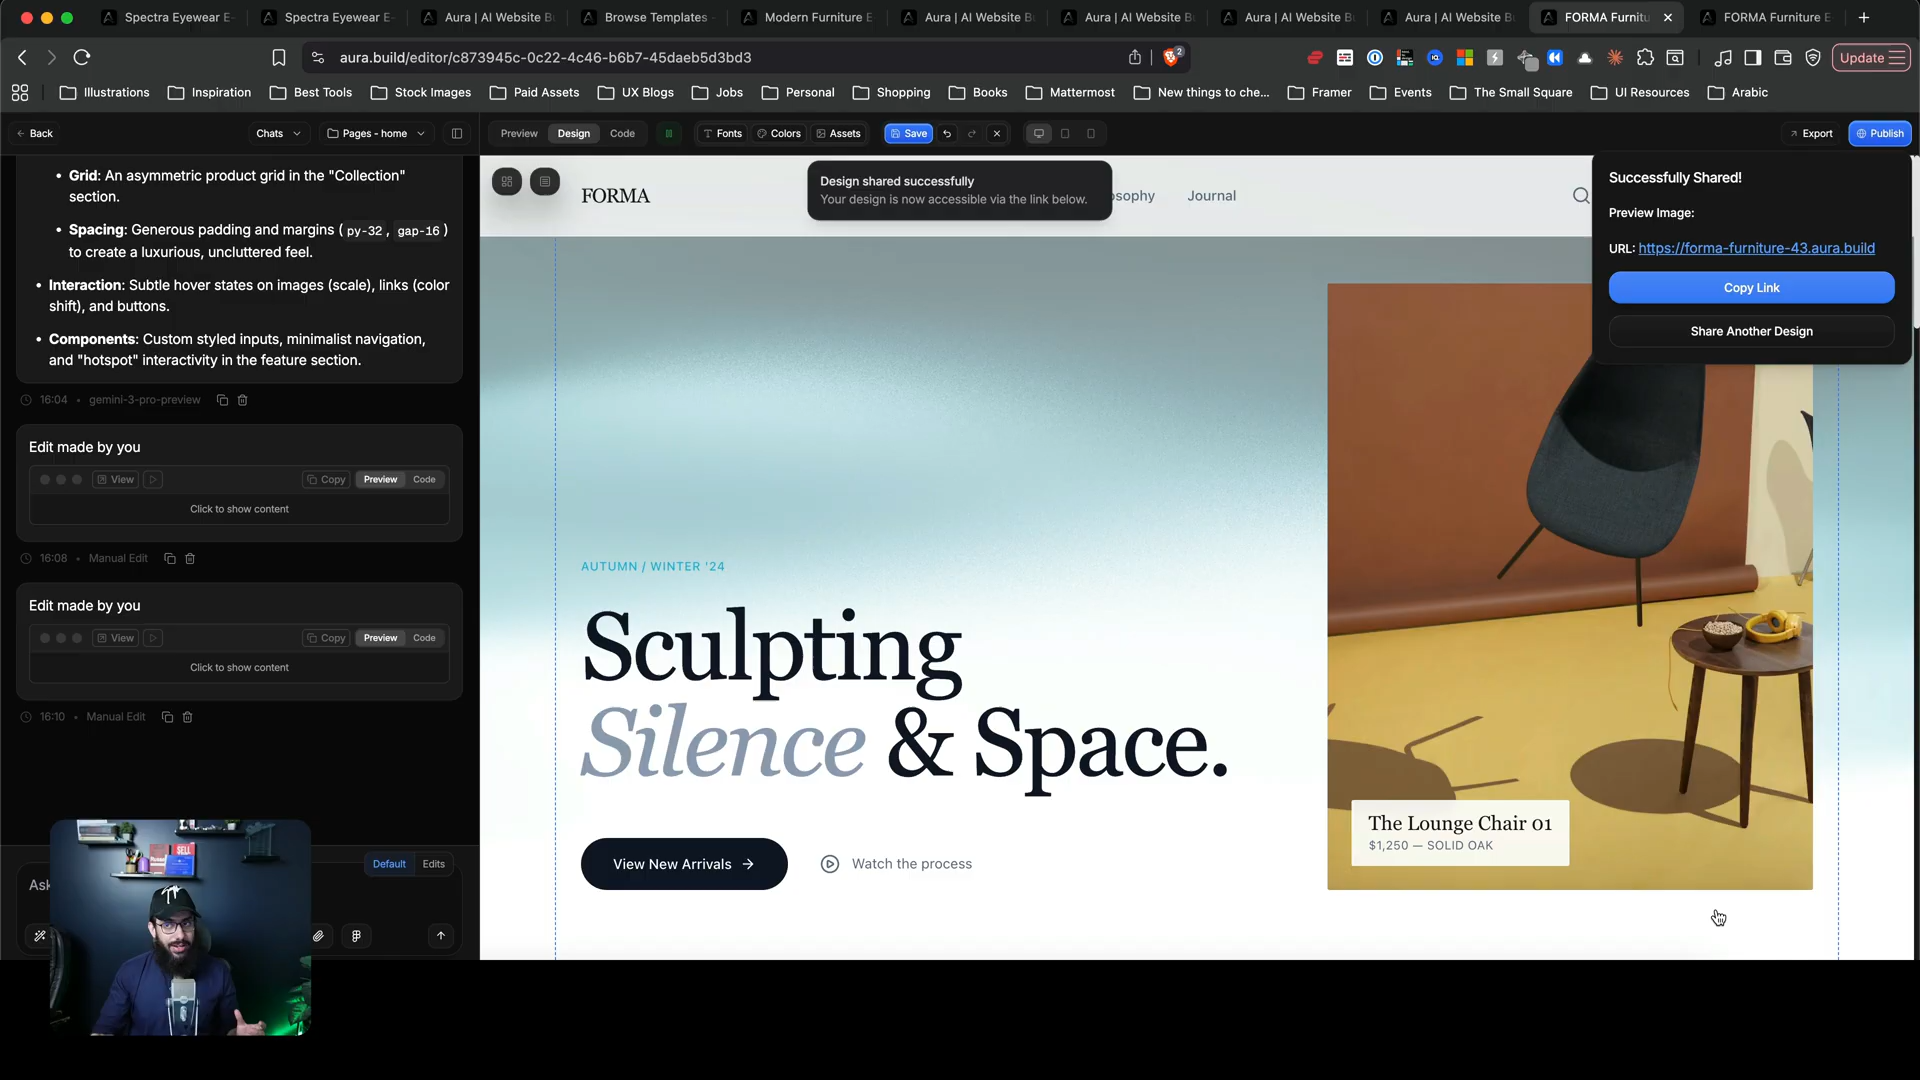 Spectra Eyewear E
Spectra Eyewear E
Aura | AI Website Bu
Browse Templates
Modern Furniture E
Aura | AI Website Bu
Aura | AI Website Bu
Aura | AI Website Bu
Aura | AI Website Bu
FORMA Furnitu
FORMA Furniture E
aura.build/editor/c873945c-0c22-4c46-b6b7-45daeb5d3bd3
2
Update
Illustrations
Inspiration
Best Tools
Stock Images
Paid Assets
UX Blogs
Jobs
Personal
Shopping
Books
Mattermost
New things to che...
Framer
Events
The Small Square
UI Resources
Arabic
Back
Chats
Pages - home
Preview
Design
Code
Fonts
Colors
Assets
Save
Export
Publish
• Grid: An asymmetric product grid in the "Collection"
section.
• Spacing: Generous padding and margins ( py-32 , gap-16 )
to create a luxurious, uncluttered feel.
• Interaction: Subtle hover states on images (scale), links (color
shift), and buttons.
• Components: Custom styled inputs, minimalist navigation,
and "hotspot" interactivity in the feature section.
16:04 • gemini-3-pro-preview
Edit made by you
View
Copy
Preview
Code
Click to show content
16:08 • Manual Edit
Edit made by you
View
Copy
Preview
Code
Click to show content
16:10 • Manual Edit
Default
Edits
Ask
FORMA
Design shared successfully
Your design is now accessible via the link below.
osophy
Journal
Successfully Shared!
Preview Image:
URL: https://forma-furniture-43.aura.build
Copy Link
Share Another Design
AUTUMN / WINTER '24
Sculpting
Silence & Space.
View New Arrivals →
Watch the process
The Lounge Chair 01
$1,250 — SOLID OAK
SELL